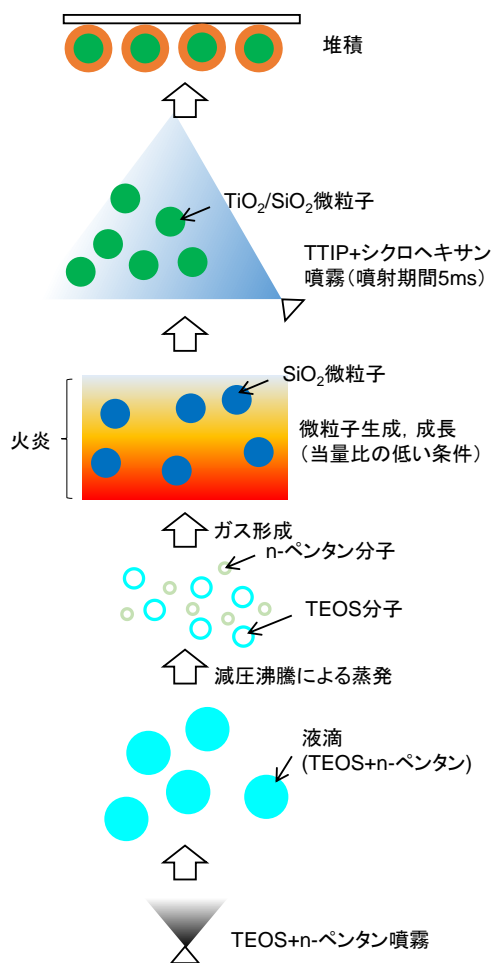 堆積
TiO2/SiO2微粒子
TTIP+シクロヘキサン
噴霧(噴射期間5ms)
SiO2微粒子
火炎
微粒子生成，成長
(当量比の低い条件)
ガス形成
n-ペンタン分子
TEOS分子
減圧沸騰による蒸発
液滴
(TEOS+n-ペンタン)
TEOS+n-ペンタン噴霧